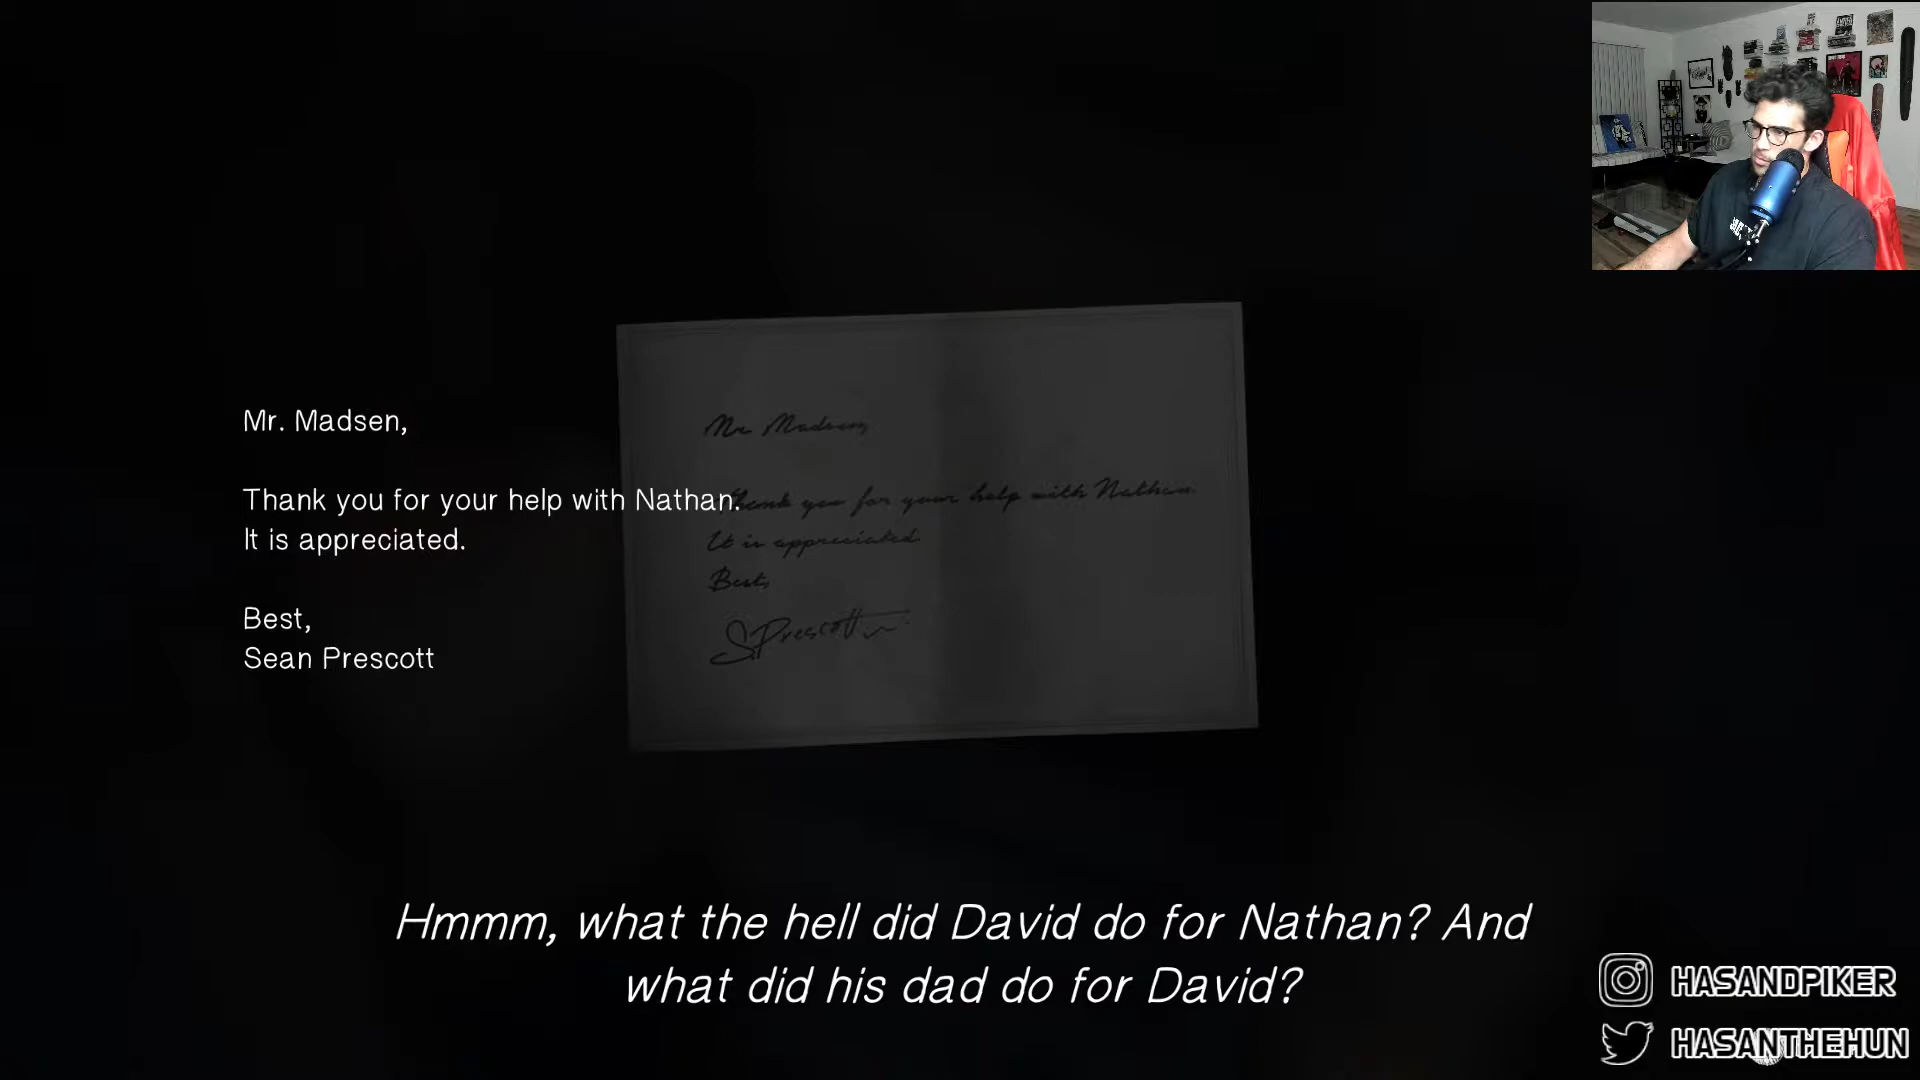 Mr. Madsen,
Thank you for your help with Nathan.
It is appreciated.
Best,
Sean Prescott
Mr. Madsen,
Thank you for your help with Nathan.
It is appreciated.
Best,
S. Prescott
Hmmm, what the hell did David do for Nathan? And
what did his dad do for David?
HASANDPIKER
HASANTHEHUN